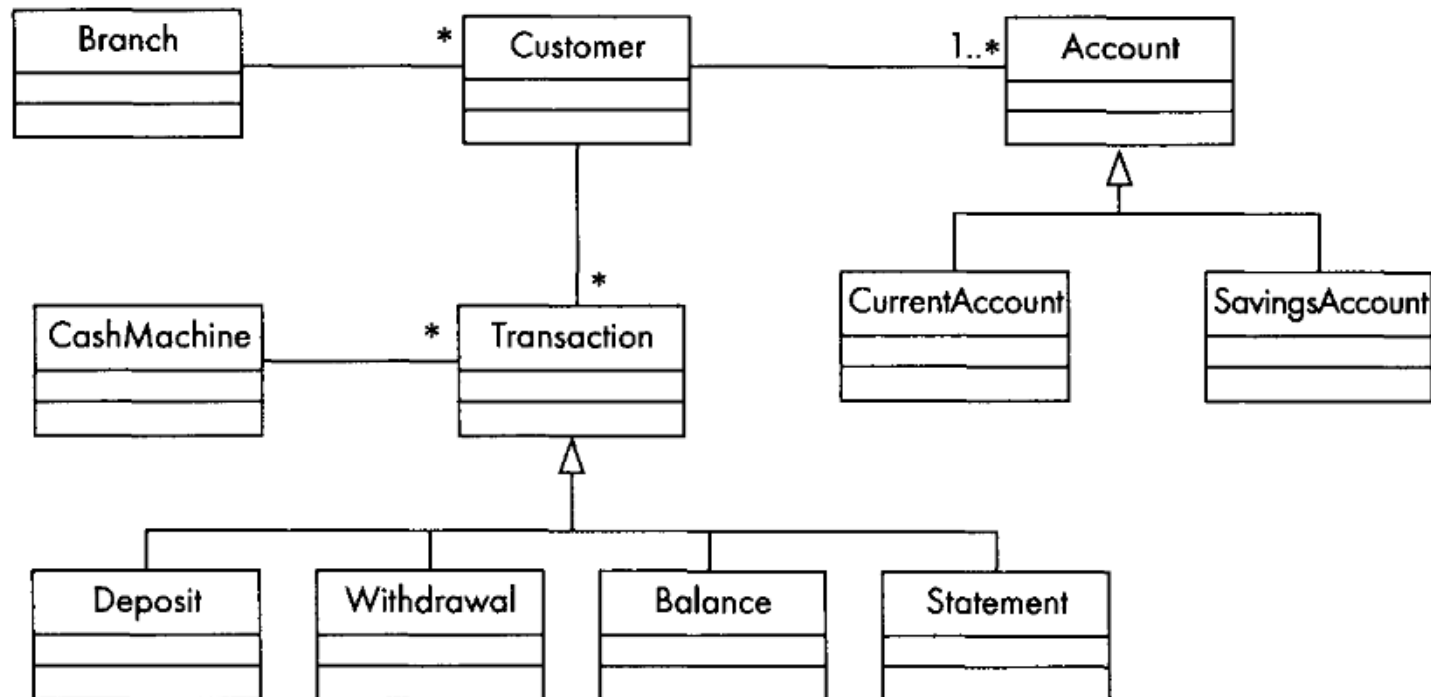 Branch
*
Customer
1..*
Account
*
CurrentAccount
SavingsAccount
CashMachine
*
Transaction
Deposit
Withdrawal
Balance
Statement